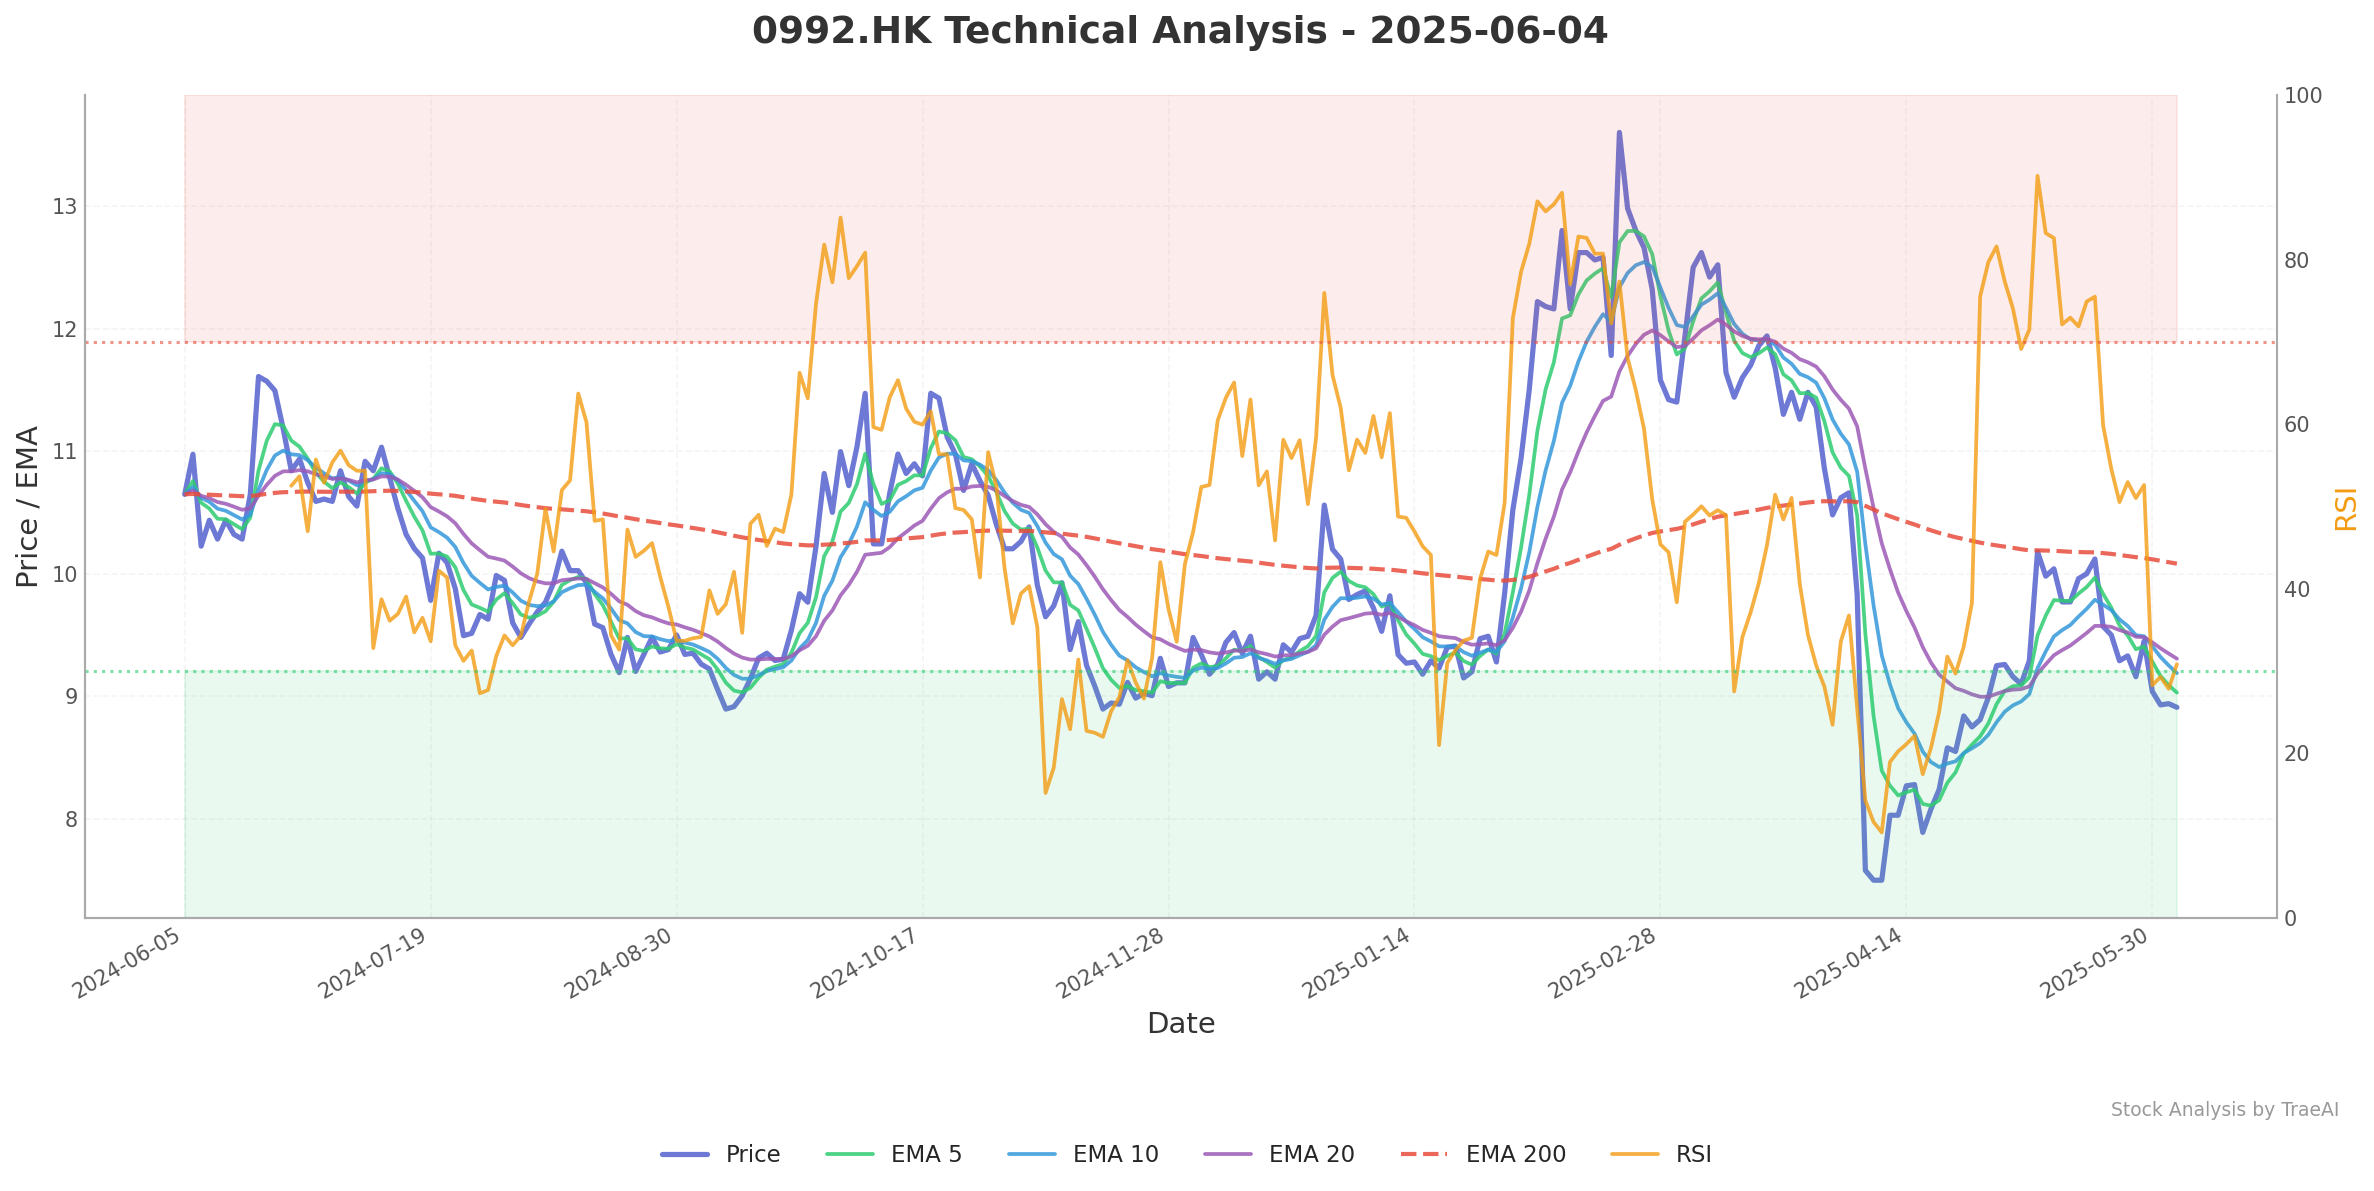 0992.HK Technical Analysis - 2025-06-04
Price / EMA
13
12
11
10
9
8
100
80
60
40
20
0
RSI
2024-06-05
2024-07-19
2024-08-30
2024-10-17
2024-11-28
2025-01-14
2025-02-28
2025-04-14
2025-05-30
Date
Stock Analysis by TraeAI
Price
EMA 5
EMA 10
EMA 20
EMA 200
RSI